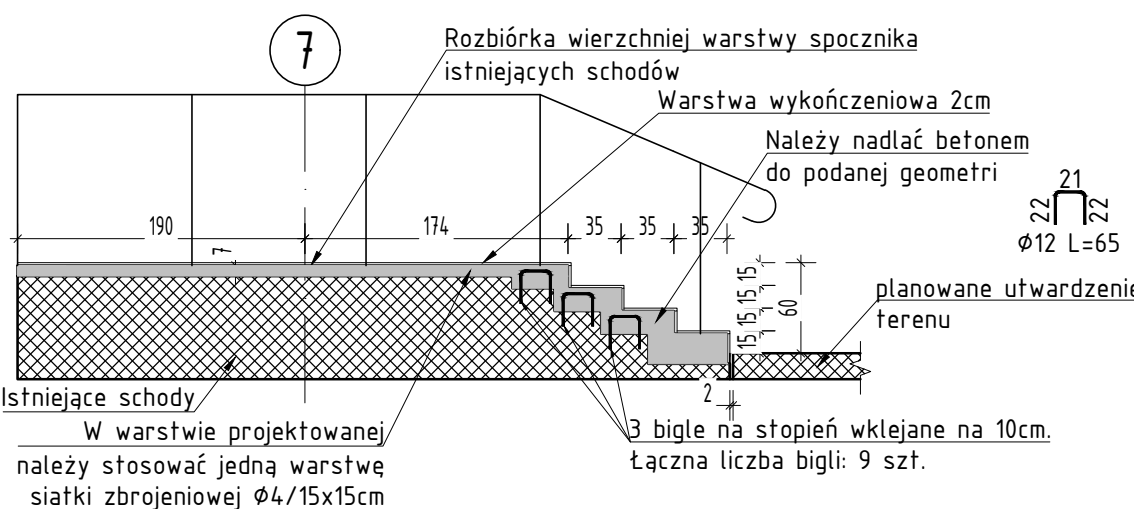 7
Rozbiórka wierzchniej warstwy spocznika
istniejących schodów
Warstwa wykończeniowa 2cm
Należy nadlać betonem
do podanej geometri
21
22
22
ϕ12 L=65
190
174
35
35
35
7
15
15
15
15
60
planowane utwardzenie
terenu
2
Istniejące schody
W warstwie projektowanej
należy stosować jedną warstwę
siatki zbrojeniowej ϕ4/15x15cm
3 bigle na stopień wklejane na 10cm.
Łączna liczba bigli: 9 szt.